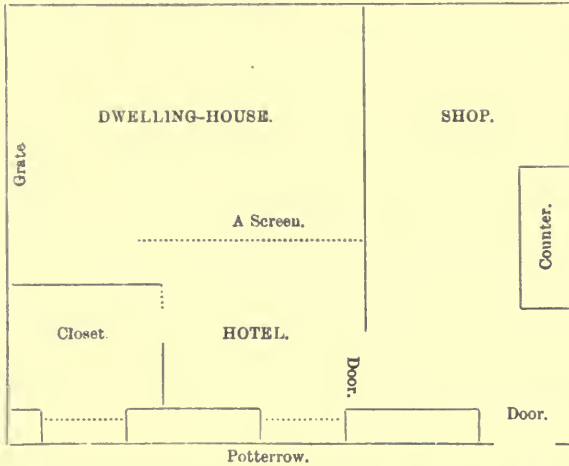 DWELLING-HOUSE.
SHOP.
Grate
A Screen.
Counter.
Closet.
HOTEL.
Door.
Door.
Potterrow.